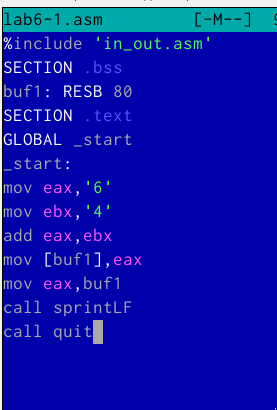 lab6-1.asm [-M--] 9
%include 'in_out.asm'
SECTION .bss
buf1: RESB 80
SECTION .text
GLOBAL _start
_start:
mov eax,'6'
mov ebx,'4'
add eax,ebx
mov [buf1],eax
mov eax,buf1
call sprintLF
call quit